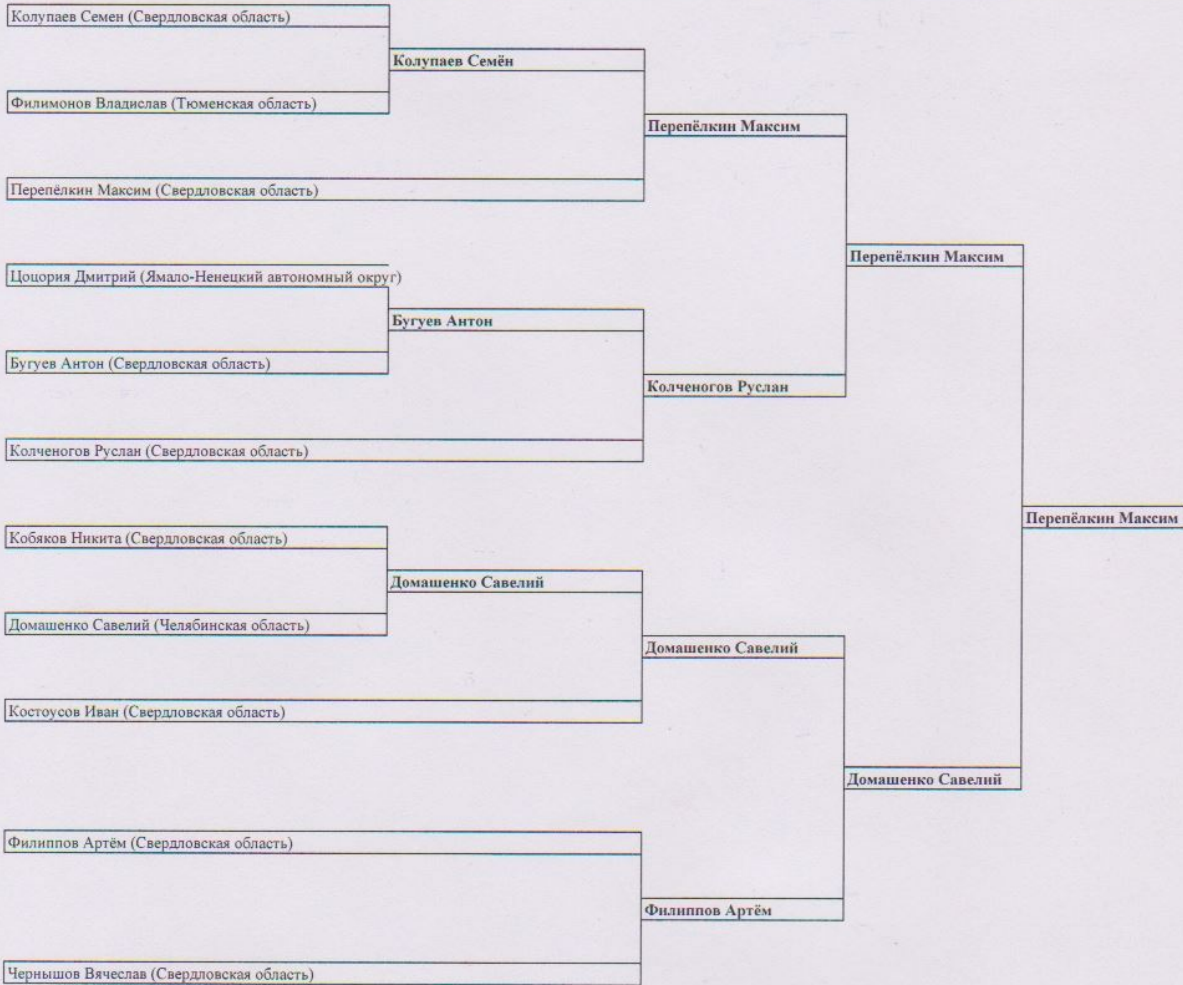 Колупаев Семен (Свердловская область)
Колупаев Семён
Филимонов Владислав (Тюменская область)
Перепёлкин Максим
Перепёлкин Максим (Свердловская область)
Перепёлкин Максим
Цоцория Дмитрий (Ямало-Ненецкий автономный округ)
Бугуев Антон
Бугуев Антон (Свердловская область)
Колченогов Руслан
Колченогов Руслан (Свердловская область)
Перепёлкин Максим
Кобяков Никита (Свердловская область)
Домашенко Савелий
Домашенко Савелий (Челябинская область)
Домашенко Савелий
Костоусов Иван (Свердловская область)
Домашенко Савелий
Филиппов Артём (Свердловская область)
Филиппов Артём
Чернышов Вячеслав (Свердловская область)